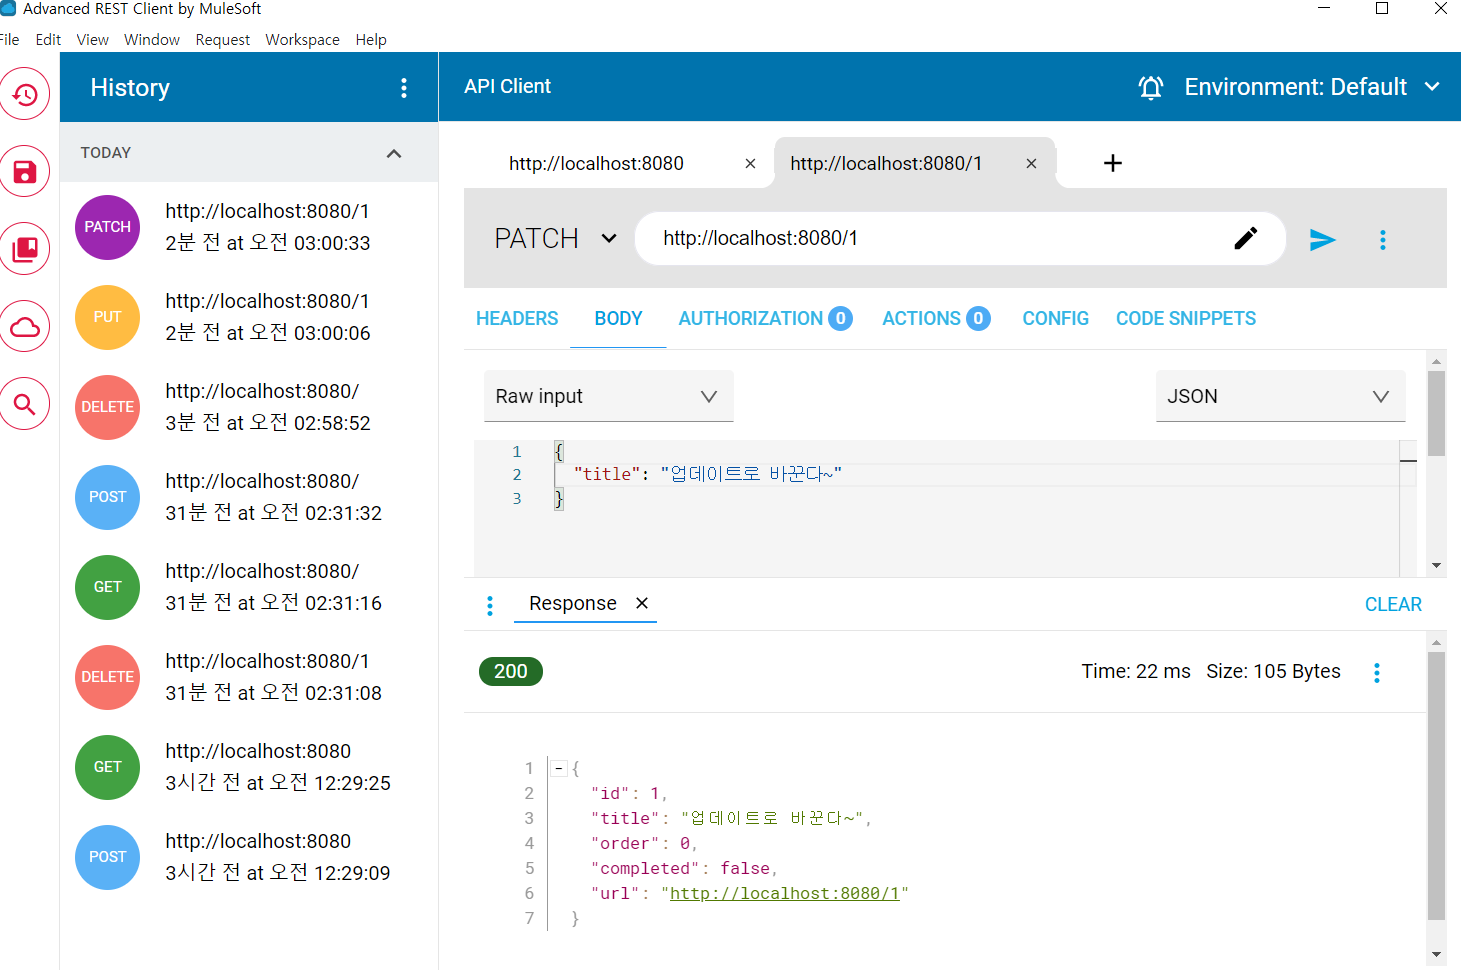 Advanced REST Client by MuleSoft
File Edit View Window Request Workspace Help
History
API Client
Environment: Default
TODAY
PATCH
http://localhost:8080/1
2분 전 at 오전 03:00:33
PUT
http://localhost:8080/1
2분 전 at 오전 03:00:06
DELETE
http://localhost:8080/
3분 전 at 오전 02:58:52
POST
http://localhost:8080/
31분 전 at 오전 02:31:32
GET
http://localhost:8080/
31분 전 at 오전 02:31:16
DELETE
http://localhost:8080/1
31분 전 at 오전 02:31:08
GET
http://localhost:8080
3시간 전 at 오전 12:29:25
POST
http://localhost:8080
3시간 전 at 오전 12:29:09
http://localhost:8080 × http://localhost:8080/1 × +
PATCH http://localhost:8080/1
HEADERS BODY AUTHORIZATION 0 ACTIONS 0 CONFIG CODE SNIPPETS
Raw input JSON
1 {
2 "title": "업데이트로 바꾼다~"
3 }
Response × CLEAR
200 Time: 22 ms Size: 105 Bytes
1 - {
2 "id": 1,
3 "title": "업데이트로 바꾼다~",
4 "order": 0,
5 "completed": false,
6 "url": "http://localhost:8080/1"
7 }